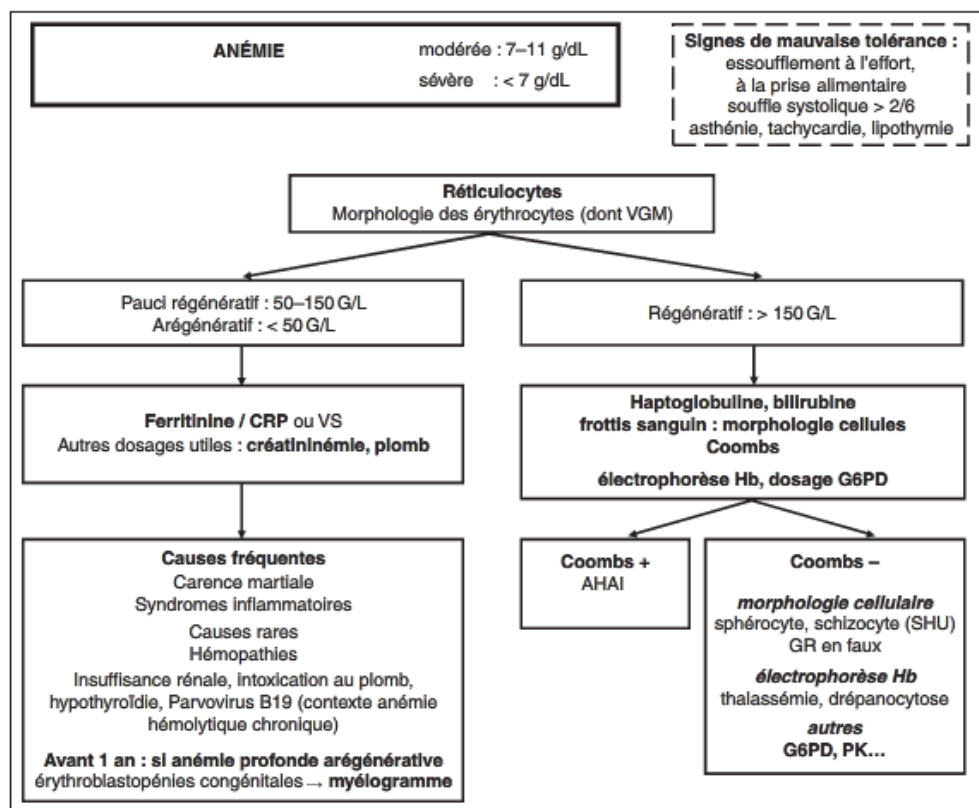 ANÉMIE
modérée : 7–11 g/dL
sévère : < 7 g/dL
Signes de mauvaise tolérance :
essoufflement à l'effort,
à la prise alimentaire
souffle systolique > 2/6
asthénie, tachycardie, lipothymie
Réticulocytes
Morphologie des érythrocytes (dont VGM)
Pauci régénératif : 50–150 G/L
Arégénératif : < 50 G/L
Régénératif : > 150 G/L
Ferritinine / CRP ou VS
Autres dosages utiles : créatininémie, plomb
Haptoglobuline, bilirubine
frottis sanguin : morphologie cellules
Coombs
électrophorèse Hb, dosage G6PD
Causes fréquentes
Carence martiale
Syndromes inflammatoires
Causes rares
Hémopathies
Insuffisance rénale, intoxication au plomb,
hypothyroïdie, Parvovirus B19 (contexte anémie
hémolytique chronique)
Avant 1 an : si anémie profonde arégénérative
érythroblastopénies congénitales → myélogramme
Coombs +
AHAI
Coombs –
morphologie cellulaire
sphérocyte, schizocyte (SHU)
GR en faux
électrophorèse Hb
thalassémie, drépanocytose
autres
G6PD, PK...